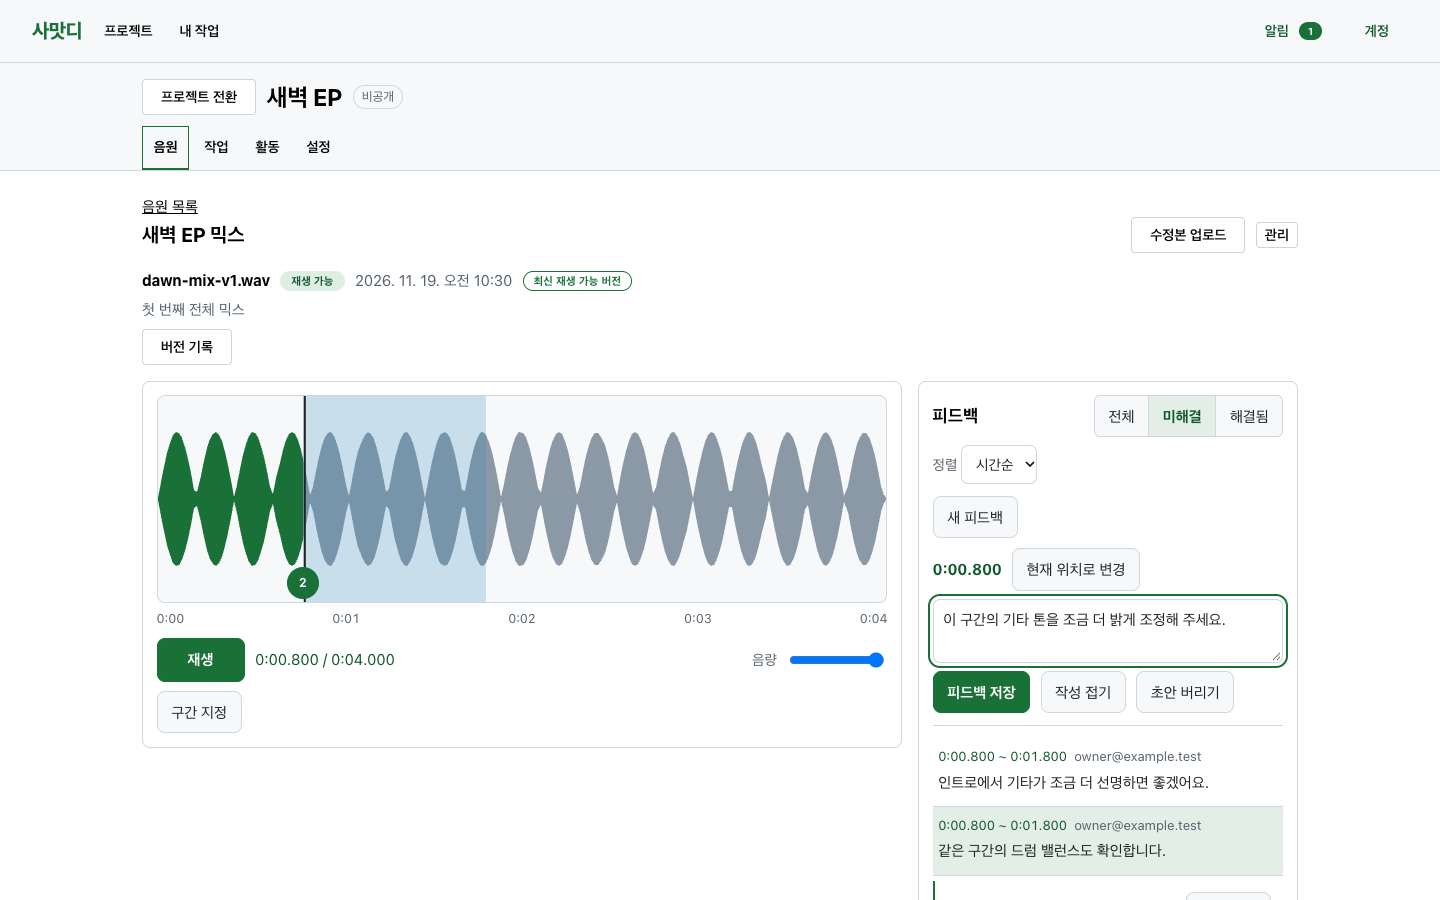 사맛디 프로젝트 내 작업 알림 1 계정
프로젝트 전환 새벽 EP 비공개
음원 작업 활동 설정
음원 목록
새벽 EP 믹스 수정본 업로드 관리
dawn-mix-v1.wav 재생 가능 2026. 11. 19. 오전 10:30 최신 재생 가능 버전
첫 번째 전체 믹스
버전 기록
2
0:00 0:01 0:02 0:03 0:04
재생 0:00.800 / 0:04.000 음량
구간 지정
피드백 전체 미해결 해결됨
정렬 시간순
새 피드백
0:00.800 현재 위치로 변경
이 구간의 기타 톤을 조금 더 밝게 조정해 주세요.
피드백 저장 작성 접기 초안 버리기
0:00.800 ~ 0:01.800 owner@example.test
인트로에서 기타가 조금 더 선명하면 좋겠어요.
0:00.800 ~ 0:01.800 owner@example.test
같은 구간의 드럼 밸런스도 확인합니다.